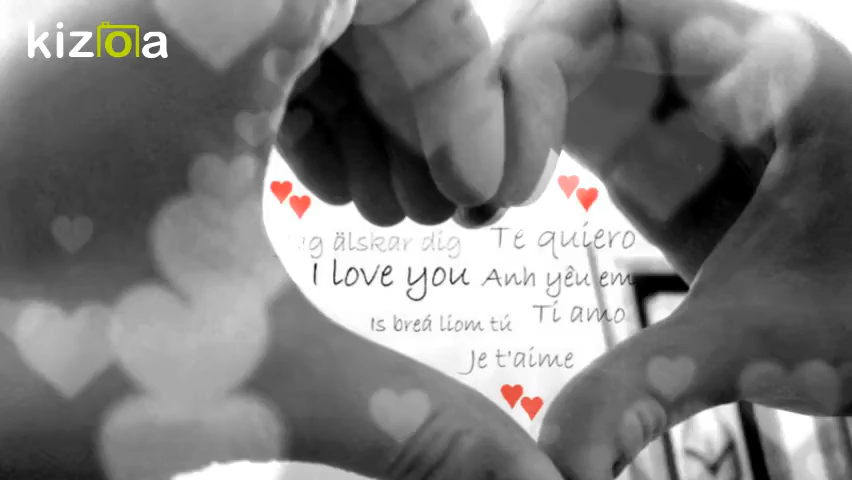 kizoa
älskar dig
Te quiero
I love you
Anh yêu em
Is breá liom tú
Ti amo
Je t'aime